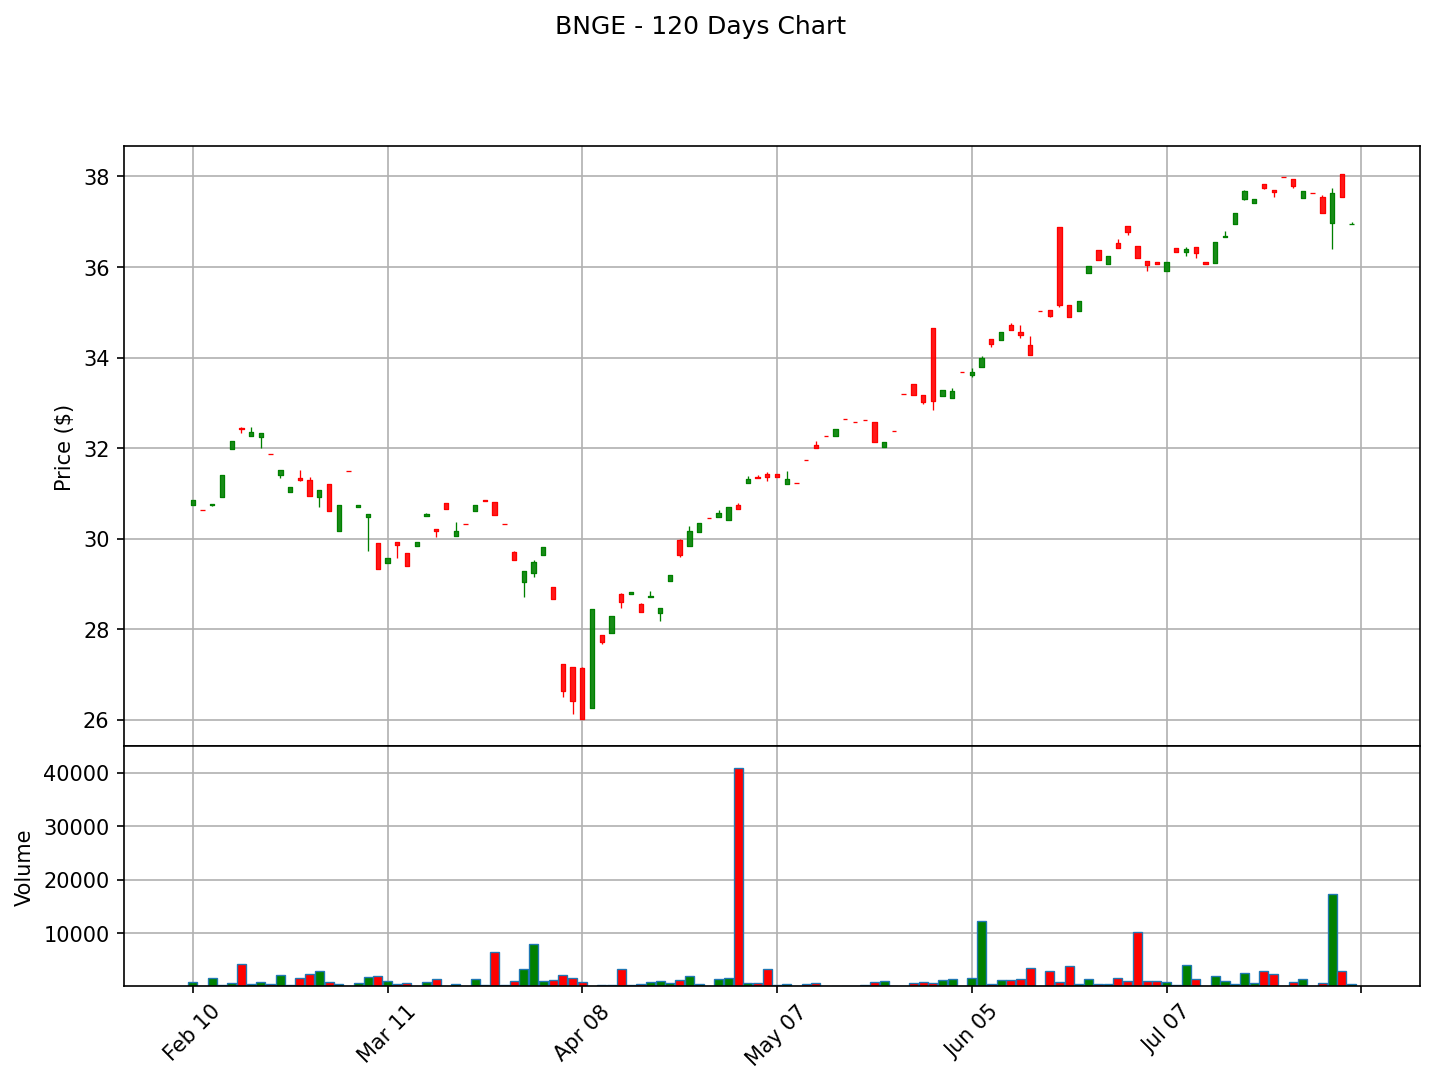 BNGE - 120 Days Chart
Price ($)
38
36
34
32
30
28
26
Volume
40000
30000
20000
10000
Feb 10
Mar 11
Apr 08
May 07
Jun 05
Jul 07